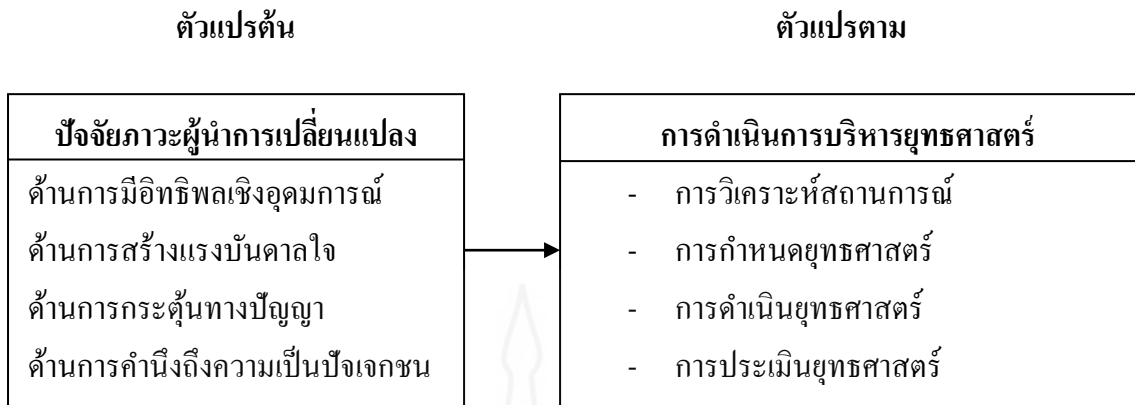 ตัวแปรต้น
ตัวแปรตาม
ปัจจัยภาวะผู้นำการเปลี่ยนแปลง
ด้านการมีอิทธิพลเชิงอุดมการณ์
ด้านการสร้างแรงบันดาลใจ
ด้านการกระตุ้นทางปัญญา
ด้านการคำนึงถึงความเป็นปัจเจกชน
การดำเนินการบริหารยุทธศาสตร์
- การวิเคราะห์สถานการณ์
- การกำหนดยุทธศาสตร์
- การดำเนินยุทธศาสตร์
- การประเมินยุทธศาสตร์